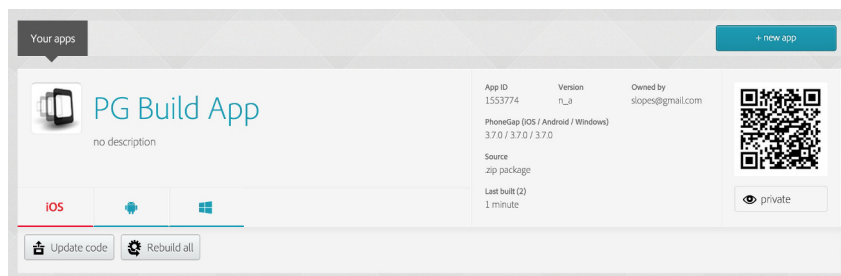 Your apps
+ new app
PG Build App
no description
App ID Version Owned by
1553774 n_a slopes@gmail.com
PhoneGap (iOS / Android / Windows)
3.7.0 / 3.7.0 / 3.7.0
Source
.zip package
Last built (2)
1 minute
private
iOS
Update code Rebuild all